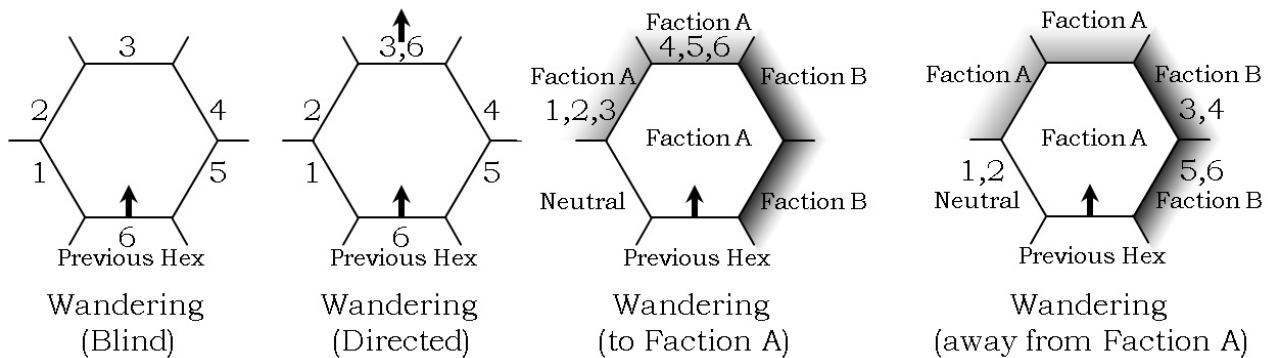 3
2
4
1
5
6
Previous Hex
Wandering
(Blind)
3,6
2
4
1
5
6
Previous Hex
Wandering
(Directed)
Faction A
4,5,6
Faction A
Faction B
1,2,3
Faction A
Neutral
Faction B
Previous Hex
Wandering
(to Faction A)
Faction A
Faction A
Faction B
3,4
Faction A
1,2
5,6
Neutral
Faction B
Previous Hex
Wandering
(away from Faction A)